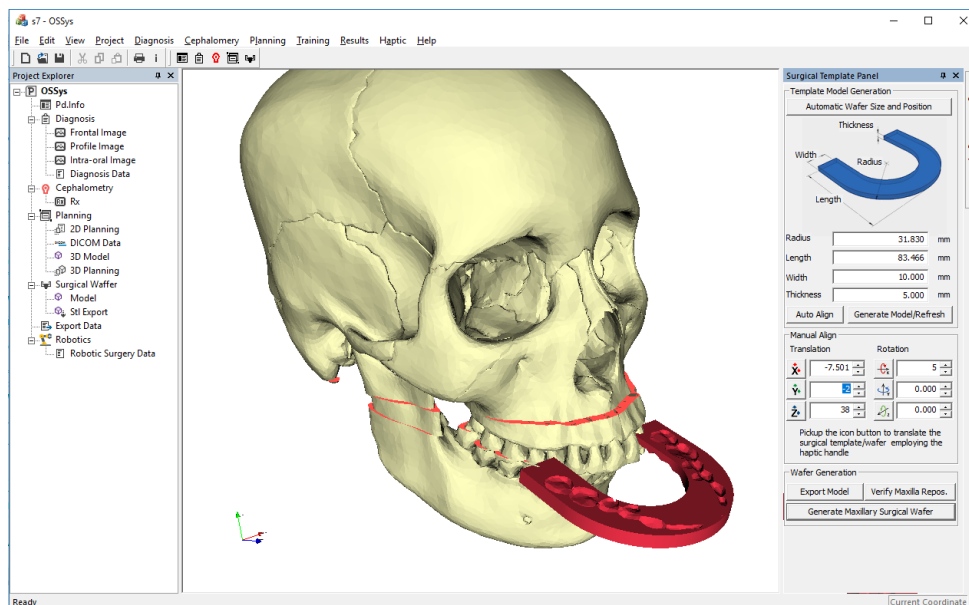 s7 - OSSys
File Edit View Project Diagnosis Cephalomery Planning Training Results Haptic Help
Project Explorer
OSSys
Pd.Info
Diagnosis
Frontal Image
Profile Image
Intra-oral Image
Diagnosis Data
Cephalometry
Rx
Planning
2D Planning
DICOM Data
3D Model
3D Planning
Surgical Waffer
Model
Stl Export
Export Data
Robotics
Robotic Surgery Data
Surgical Template Panel
Template Model Generation
Automatic Wafer Size and Position
Thickness
Width
Radius
Length
Radius 31.830 mm
Length 83.466 mm
Width 10.000 mm
Thickness 5.000 mm
Auto Align Generate Model/Refresh
Manual Align
Translation Rotation
X -7.501 5
Y -2 0.000
Z 38 0.000
Pickup the icon button to translate the
surgical template/wafer employing the
haptic handle
Wafer Generation
Export Model Verify Maxilla Repos.
Generate Maxillary Surgical Wafer
Ready Current Coordinate